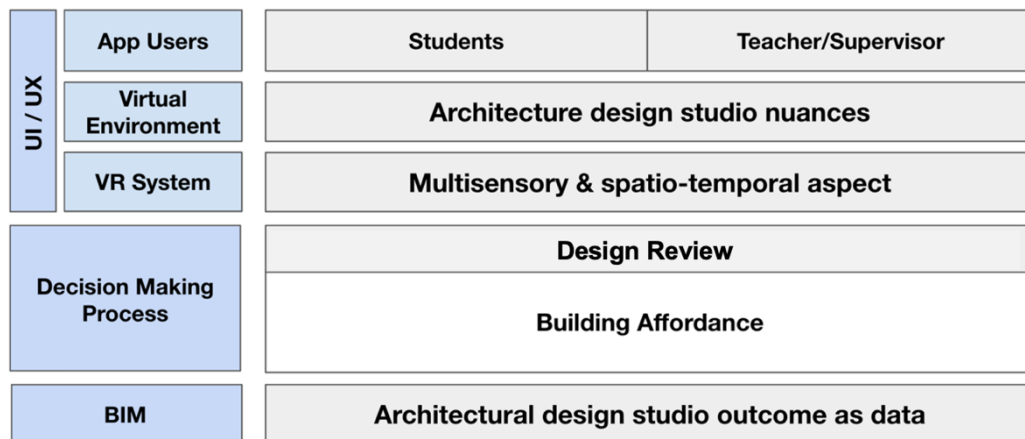 UI / UX
App Users
Students
Teacher/Supervisor
Virtual
Environment
Architecture design studio nuances
VR System
Multisensory & spatio-temporal aspect
Decision Making
Process
Design Review
Building Affordance
BIM
Architectural design studio outcome as data